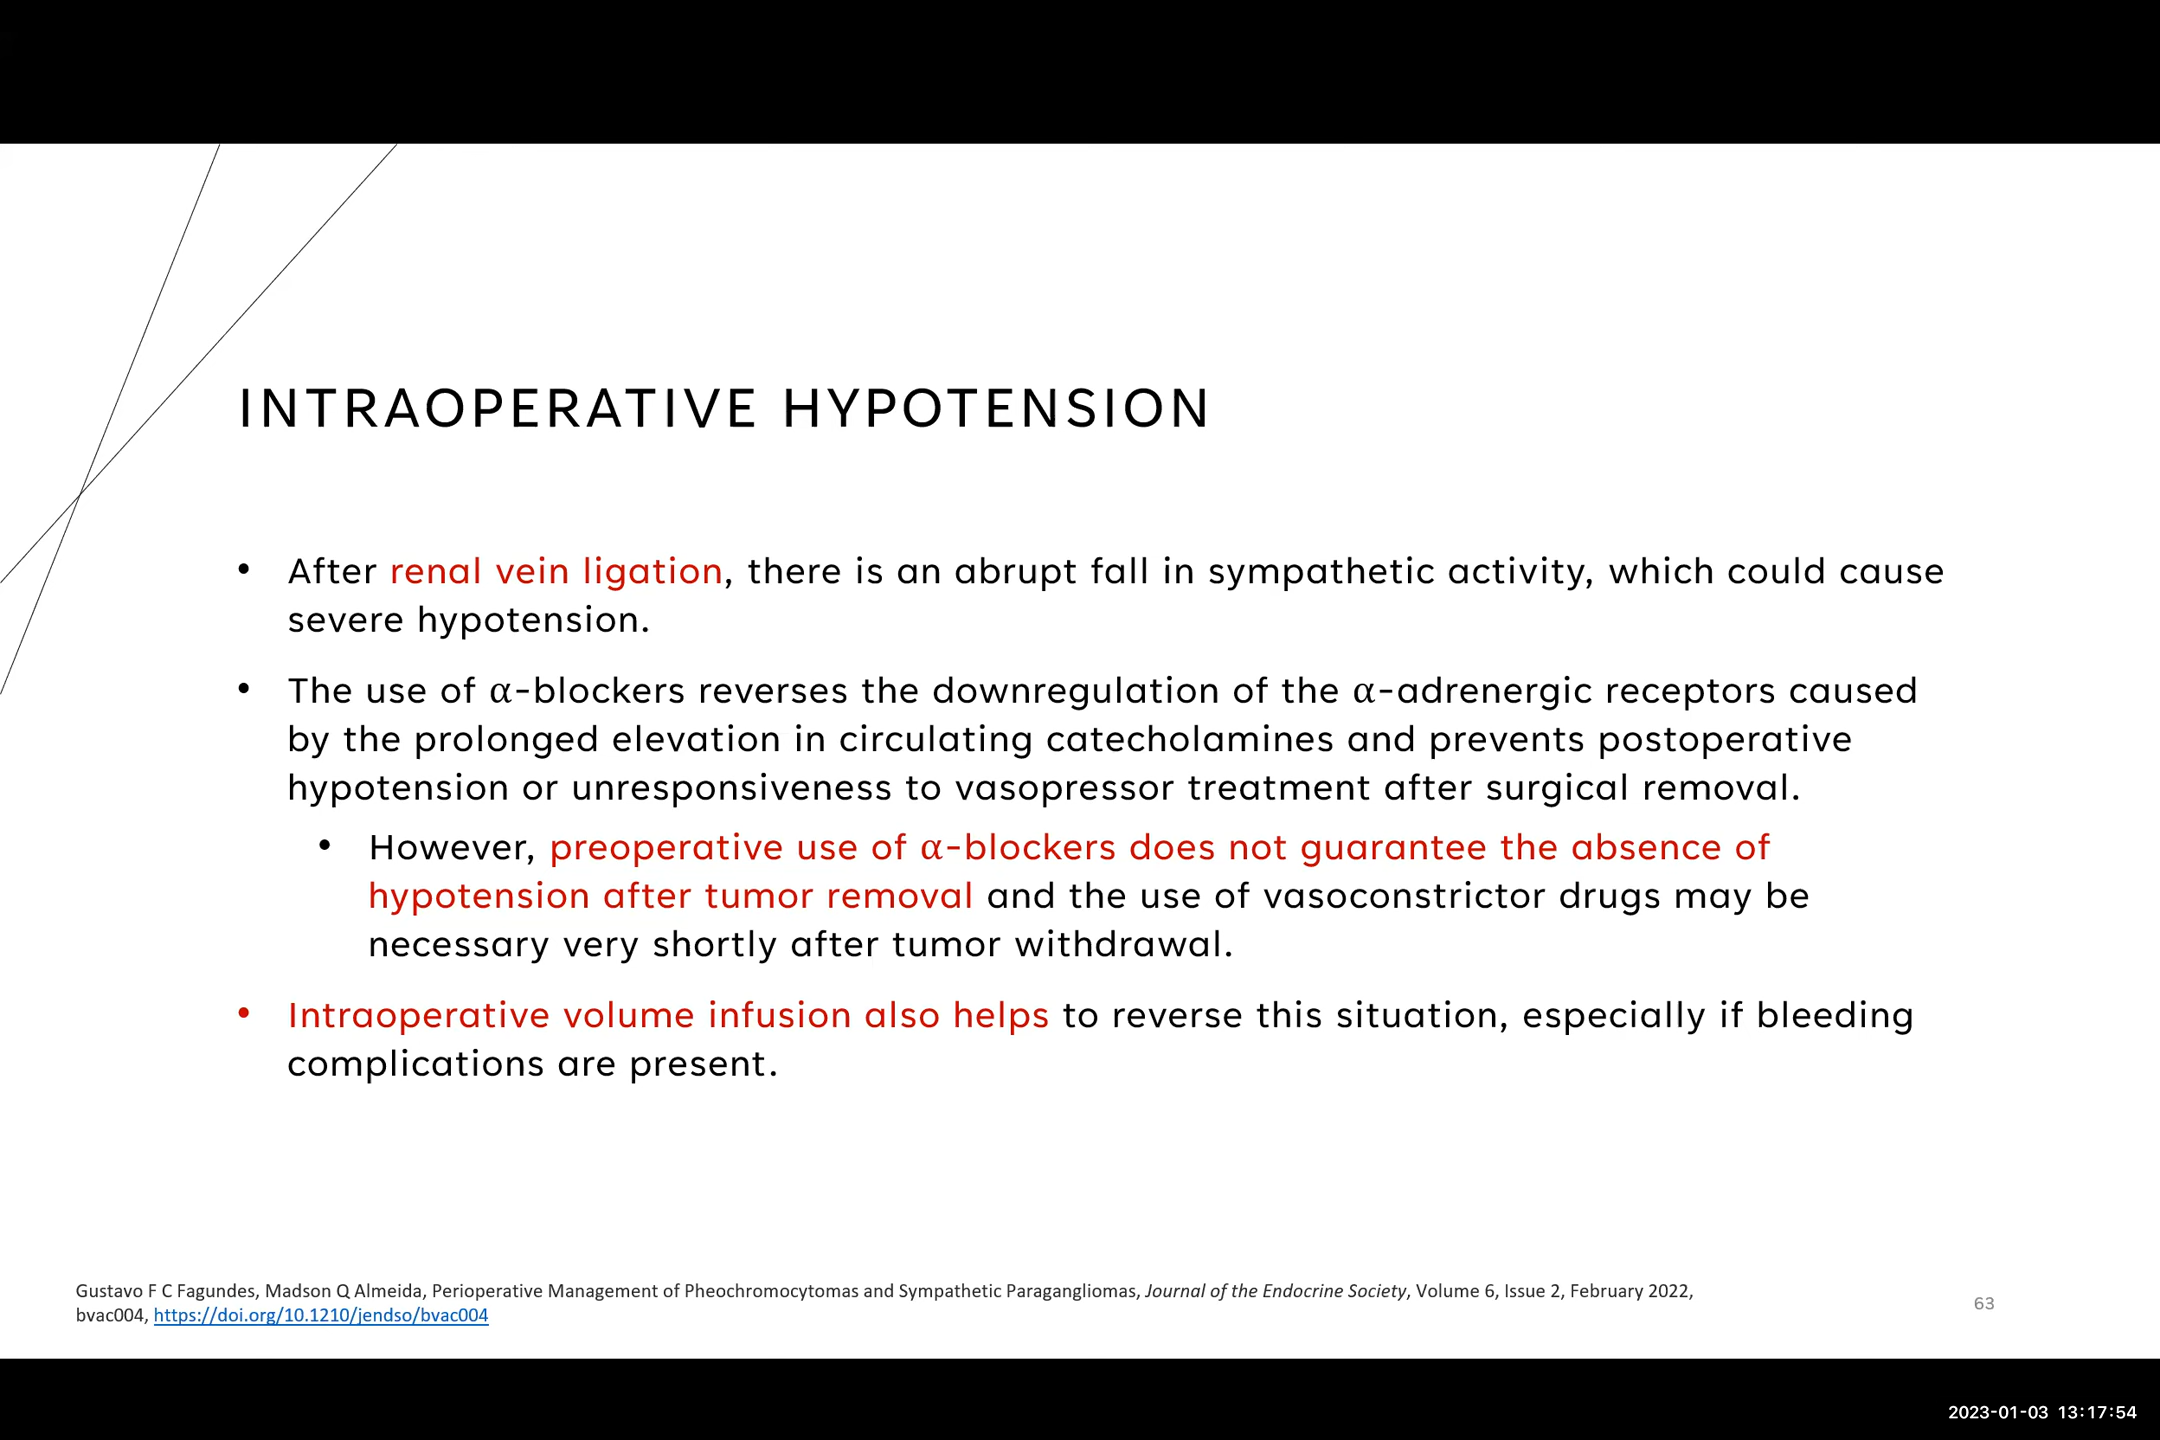 INTRAOPERATIVE HYPOTENSION
• After renal vein ligation, there is an abrupt fall in sympathetic activity, which could cause
severe hypotension.
• The use of α-blockers reverses the downregulation of the α-adrenergic receptors caused
by the prolonged elevation in circulating catecholamines and prevents postoperative
hypotension or unresponsiveness to vasopressor treatment after surgical removal.
• However, preoperative use of α-blockers does not guarantee the absence of
hypotension after tumor removal and the use of vasoconstrictor drugs may be
necessary very shortly after tumor withdrawal.
• Intraoperative volume infusion also helps to reverse this situation, especially if bleeding
complications are present.
Gustavo F C Fagundes, Madson Q Almeida, Perioperative Management of Pheochromocytomas and Sympathetic Paragangliomas, Journal of the Endocrine Society, Volume 6, Issue 2, February 2022,
bvac004, https://doi.org/10.1210/jendso/bvac004
63
2023-01-03 13:17:54